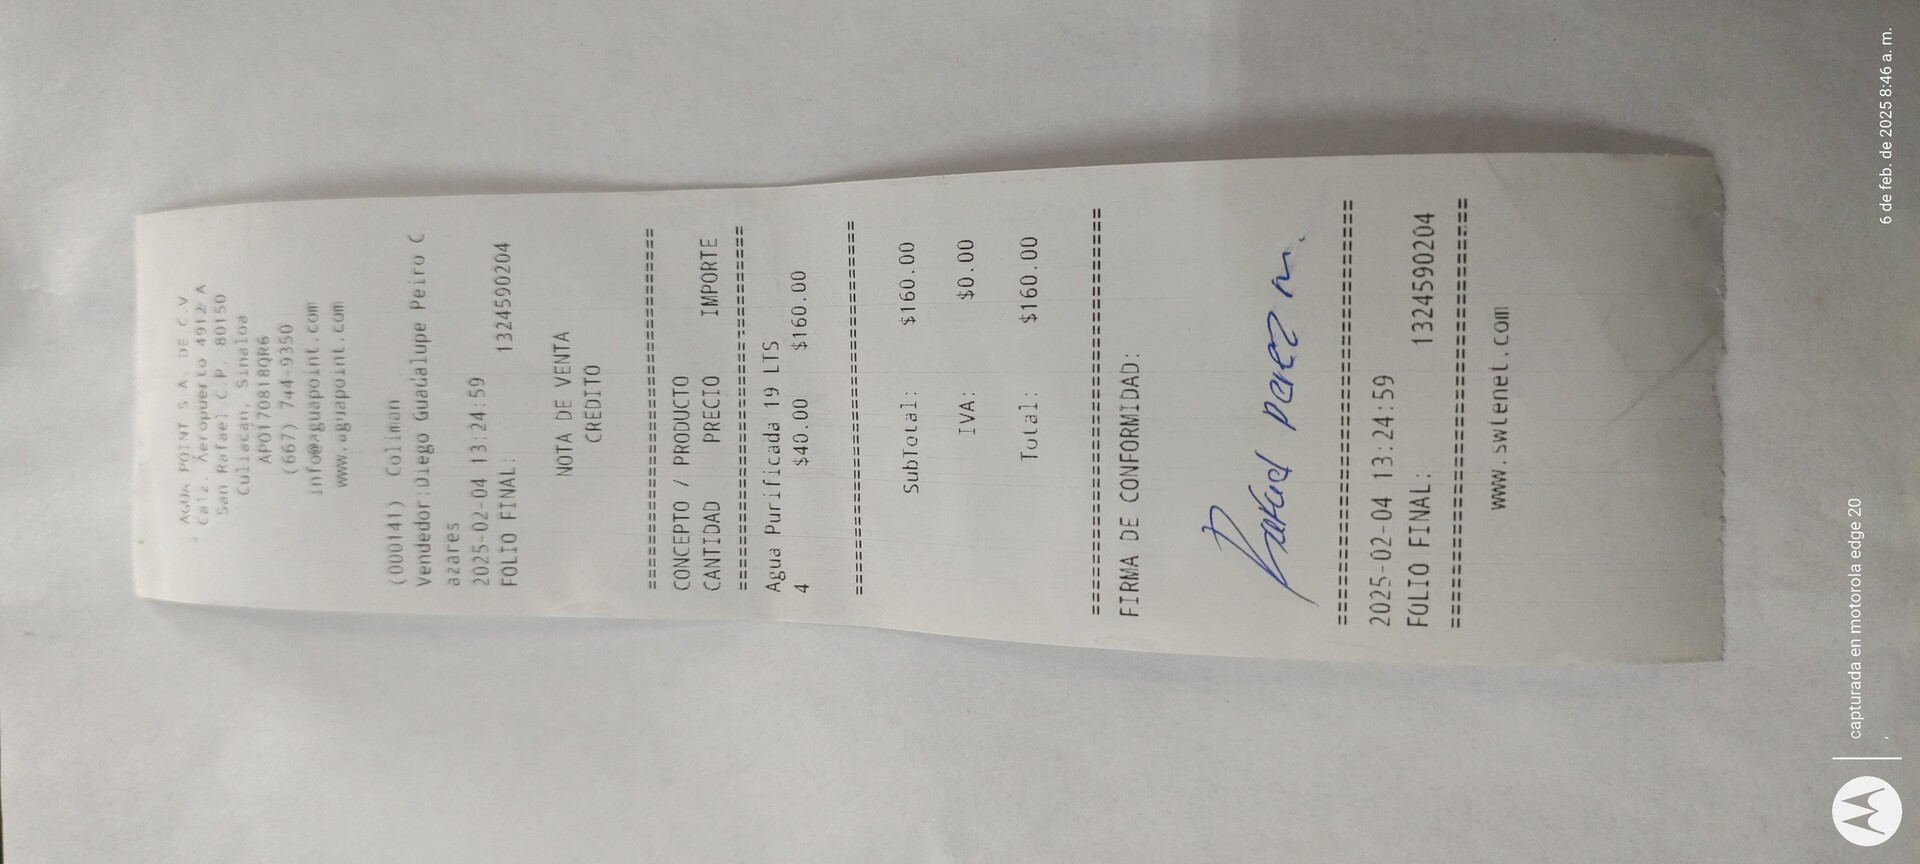 AGUA POINT S.A. DE C.V.
Calz. Aeropuerto 4912 A
San Rafael C.P. 80150
Culiacán, Sinaloa
APO170818QR6
(667) 744-9350
info@aguapoint.com
www.aguapoint.com
(000141) Coliman
Vendedor:Diego Guadalupe Peiro C
azares
2025-02-04 13:24:59
FOLIO FINAL: 1324590204
NOTA DE VENTA
CREDITO
================================
CONCEPTO / PRODUCTO
CANTIDAD PRECIO IMPORTE
================================
Agua Purificada 19 LTS
4 $40.00 $160.00
================================
SubTotal: $160.00
IVA: $0.00
Total: $160.00
================================
FIRMA DE CONFORMIDAD:
perez m.
================================
2025-02-04 13:24:59
FOLIO FINAL: 1324590204
================================
www.swtenet.com
capturada en motorola edge 20
6 de feb. de 2025 8:46 a. m.